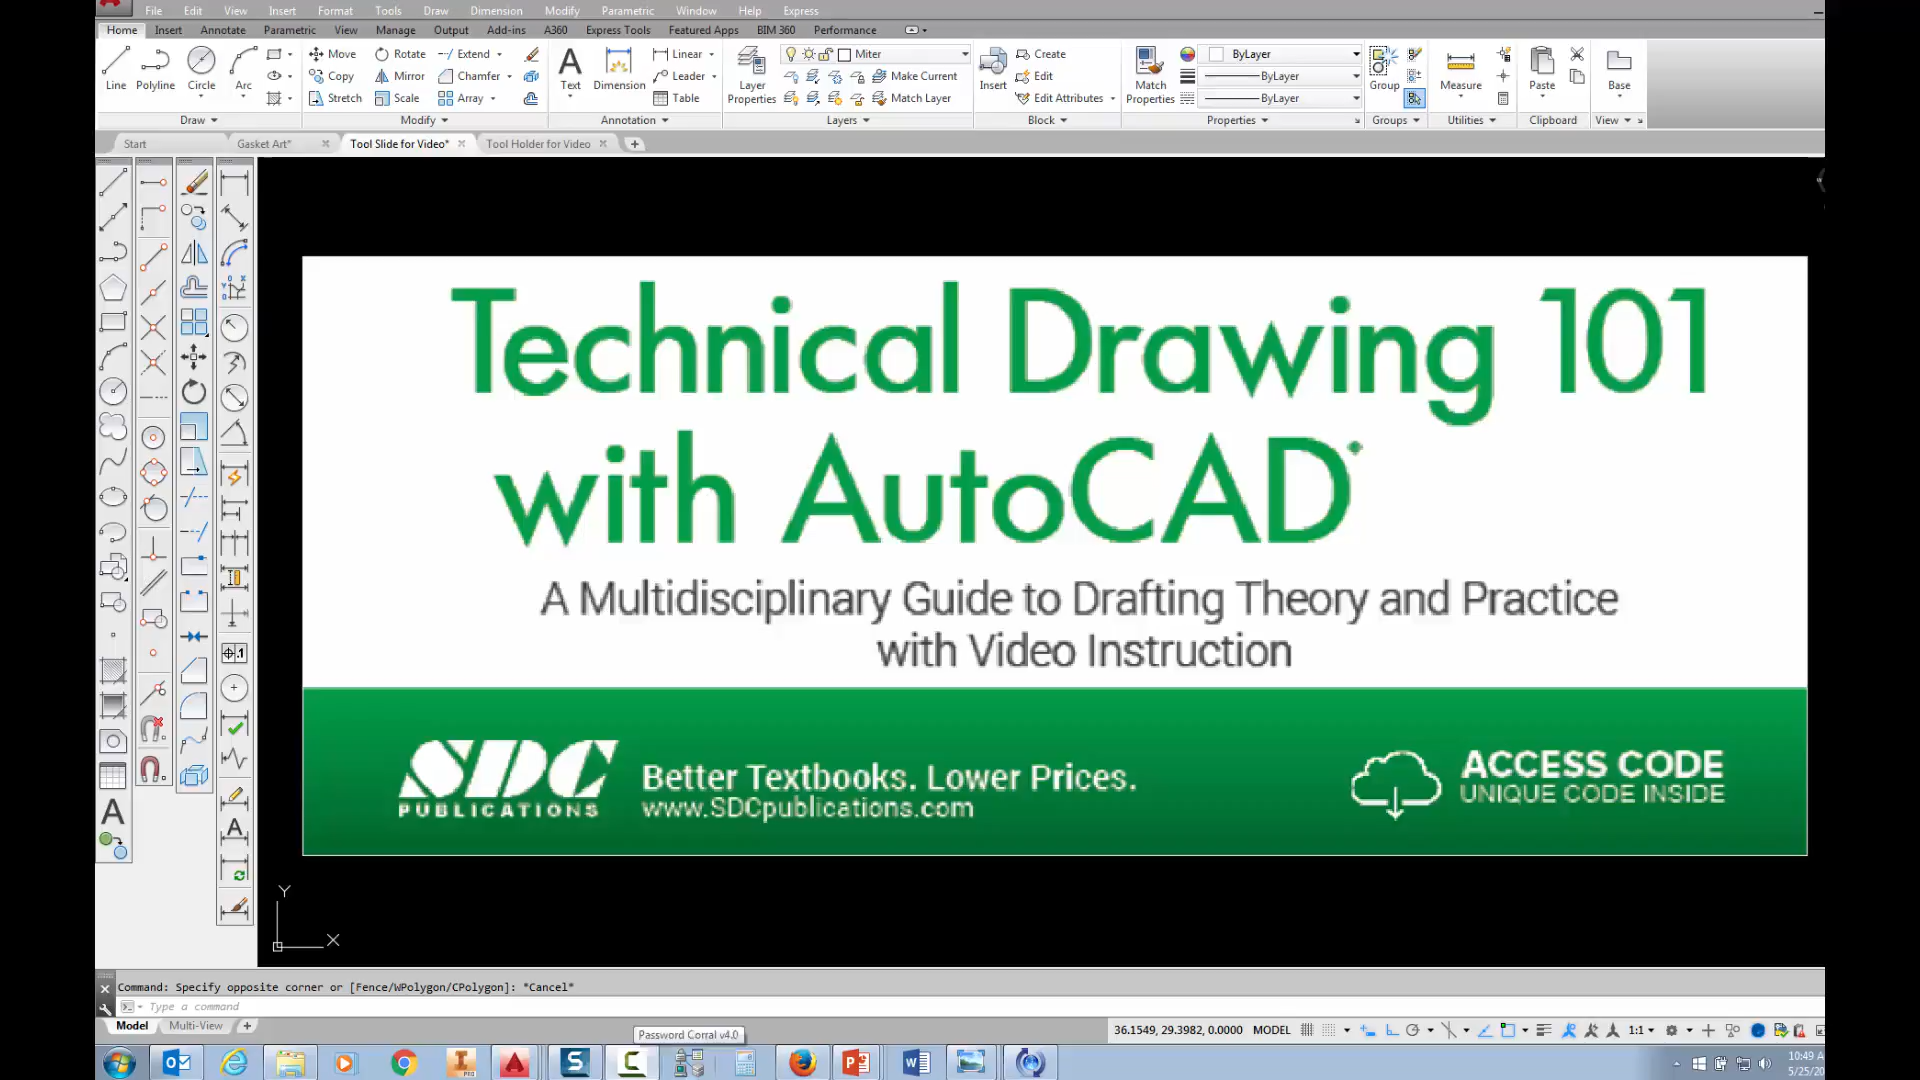 File Edit View Insert Format Tools Draw Dimension Modify Parametric Window Help Express
Home Insert Annotate Parametric View Manage Output Add-ins A360 Express Tools Featured Apps BIM 360 Performance
Line Polyline Circle Arc
Move Rotate Extend
Copy Mirror Chamfer
Stretch Scale Array
Text Dimension
Linear
Leader
Table
Layer Properties
Miter
Make Current
Match Layer
Insert
Create
Edit
Edit Attributes
Match Properties
ByLayer
ByLayer
ByLayer
Group
Measure
Paste
Base
Draw Modify Annotation Layers Block Properties Groups Utilities Clipboard View
Start Gasket Art* Tool Slide for Video* Tool Holder for Video
Technical Drawing 101
with AutoCAD
A Multidisciplinary Guide to Drafting Theory and Practice
with Video Instruction
SDC
PUBLICATIONS
Better Textbooks. Lower Prices.
www.SDCpublications.com
ACCESS CODE
UNIQUE CODE INSIDE
Y
X
Command: Specify opposite corner or [Fence/WPolygon/CPolygon]: *Cancel*
Type a command
Model Multi-View
Password Corral v4.0
36.1549, 29.3982, 0.0000 MODEL
1:1
10:49 A
5/25/20